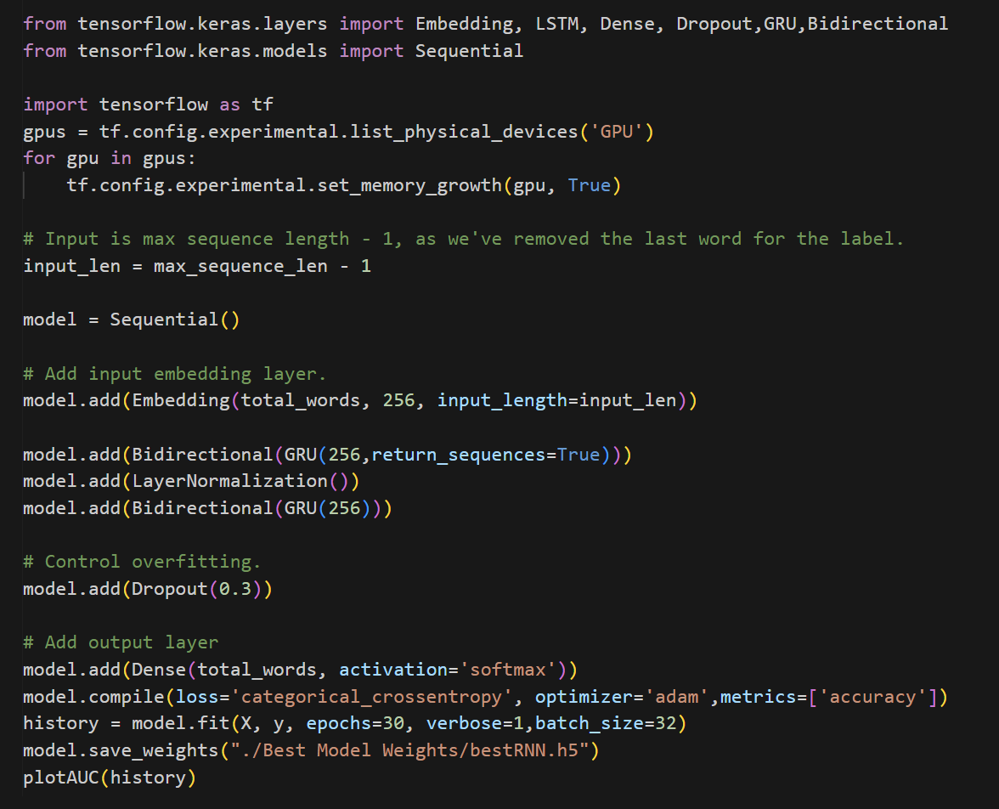 from tensorflow.keras.layers import Embedding, LSTM, Dense, Dropout,GRU,Bidirectional
from tensorflow.keras.models import Sequential
import tensorflow as tf
gpus = tf.config.experimental.list_physical_devices('GPU')
for gpu in gpus:
    tf.config.experimental.set_memory_growth(gpu, True)
# Input is max sequence length - 1, as we've removed the last word for the label.
input_len = max_sequence_len - 1
model = Sequential()
# Add input embedding layer.
model.add(Embedding(total_words, 256, input_length=input_len))
model.add(Bidirectional(GRU(256,return_sequences=True)))
model.add(LayerNormalization())
model.add(Bidirectional(GRU(256)))
# Control overfitting.
model.add(Dropout(0.3))
# Add output layer
model.add(Dense(total_words, activation='softmax'))
model.compile(loss='categorical_crossentropy', optimizer='adam',metrics=['accuracy'])
history = model.fit(X, y, epochs=30, verbose=1,batch_size=32)
model.save_weights("./Best Model Weights/bestRNN.h5")
plotAUC(history)